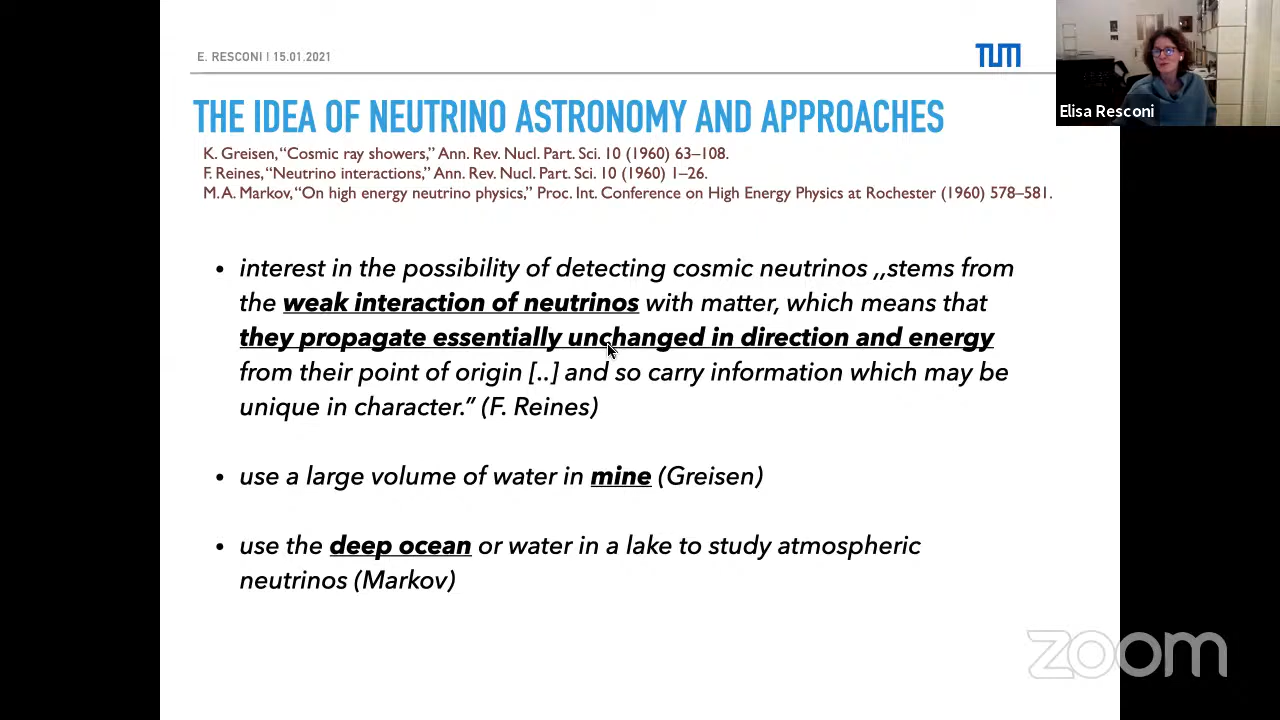 E. RESCONI | 15.01.2021
TUM
Elisa Resconi
THE IDEA OF NEUTRINO ASTRONOMY AND APPROACHES
K. Greisen, “Cosmic ray showers,” Ann. Rev. Nucl. Part. Sci. 10 (1960) 63–108.
F. Reines, “Neutrino interactions,” Ann. Rev. Nucl. Part. Sci. 10 (1960) 1–26.
M. A. Markov, “On high energy neutrino physics,” Proc. Int. Conference on High Energy Physics at Rochester (1960) 578–581.
• interest in the possibility of detecting cosmic neutrinos ,,stems from
the weak interaction of neutrinos with matter, which means that
they propagate essentially unchanged in direction and energy
from their point of origin [..] and so carry information which may be
unique in character.” (F. Reines)
• use a large volume of water in mine (Greisen)
• use the deep ocean or water in a lake to study atmospheric
neutrinos (Markov)
zoom